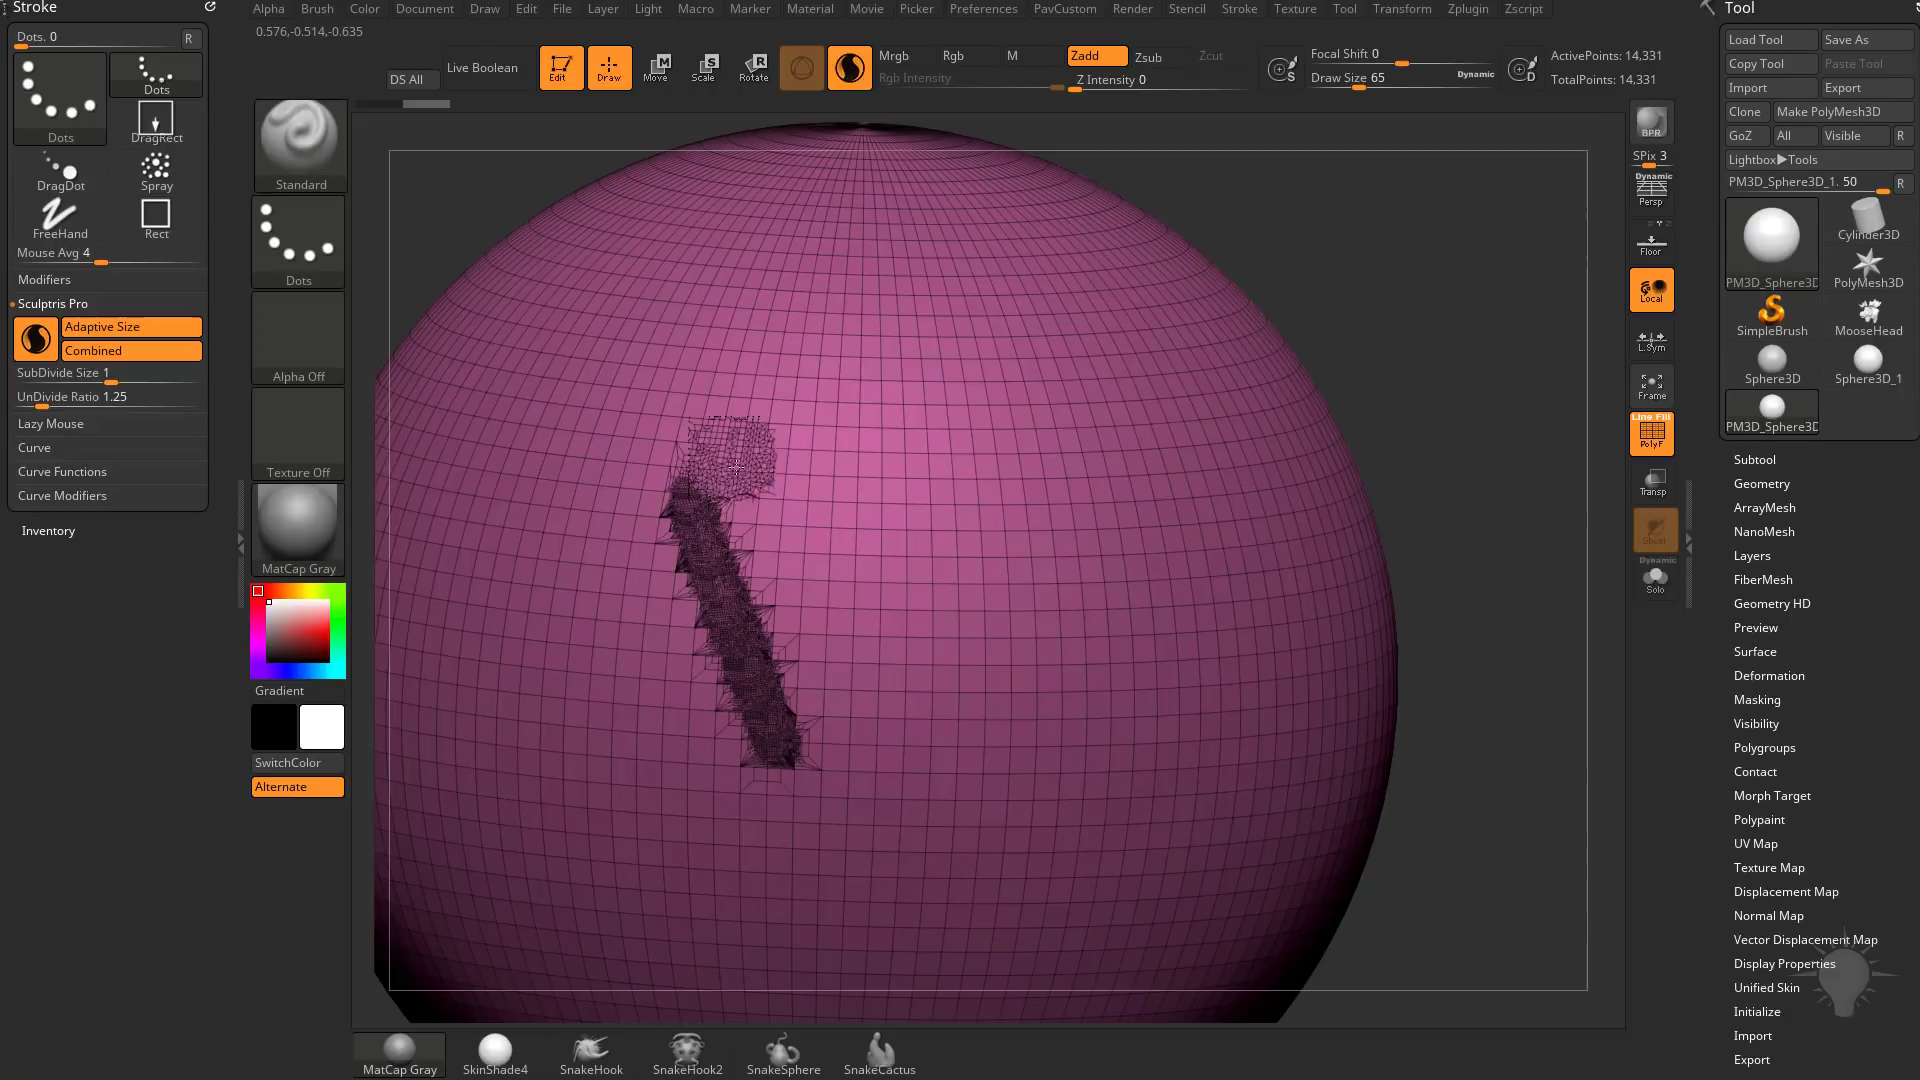 Stroke
Alpha Brush Color Document Draw Edit File Layer Light Macro Marker Material Movie Picker Preferences PavCustom Render Stencil Stroke Texture Tool Transform Zplugin Zscript
Tool
0.576,-0.514,-0.635
Dots. 0
R
Dots
Dots
DragRect
DragDot
Spray
FreeHand
Rect
Mouse Avg 4
Modifiers
Sculptris Pro
Adaptive Size
Combined
SubDivide Size 1
UnDivide Ratio 1.25
Lazy Mouse
Curve
Curve Functions
Curve Modifiers
Inventory
DS All
Live Boolean
Edit
Draw
Move
Scale
Rotate
Mrgb
Rgb
M
Zadd
Zsub
Zcut
Rgb Intensity
Z Intensity 0
S
Focal Shift 0
Draw Size 65
Dynamic
D
ActivePoints: 14,331
TotalPoints: 14,331
Standard
Dots
Alpha Off
Texture Off
MatCap Gray
Gradient
SwitchColor
Alternate
MatCap Gray
SkinShade4
SnakeHook
SnakeHook2
SnakeSphere
SnakeCactus
BPR
SPix 3
Dynamic
Persp
Floor
Local
L.Sym
Frame
Line Fill
PolyF
Transp
Ghost
Dynamic
Solo
Load Tool
Save As
Copy Tool
Paste Tool
Import
Export
Clone
Make PolyMesh3D
GoZ
All
Visible
R
Lightbox▶Tools
PM3D_Sphere3D_1. 50
R
PM3D_Sphere3D
Cylinder3D
PolyMesh3D
SimpleBrush
MooseHead
Sphere3D
Sphere3D_1
PM3D_Sphere3D
Subtool
Geometry
ArrayMesh
NanoMesh
Layers
FiberMesh
Geometry HD
Preview
Surface
Deformation
Masking
Visibility
Polygroups
Contact
Morph Target
Polypaint
UV Map
Texture Map
Displacement Map
Normal Map
Vector Displacement Map
Display Properties
Unified Skin
Initialize
Import
Export